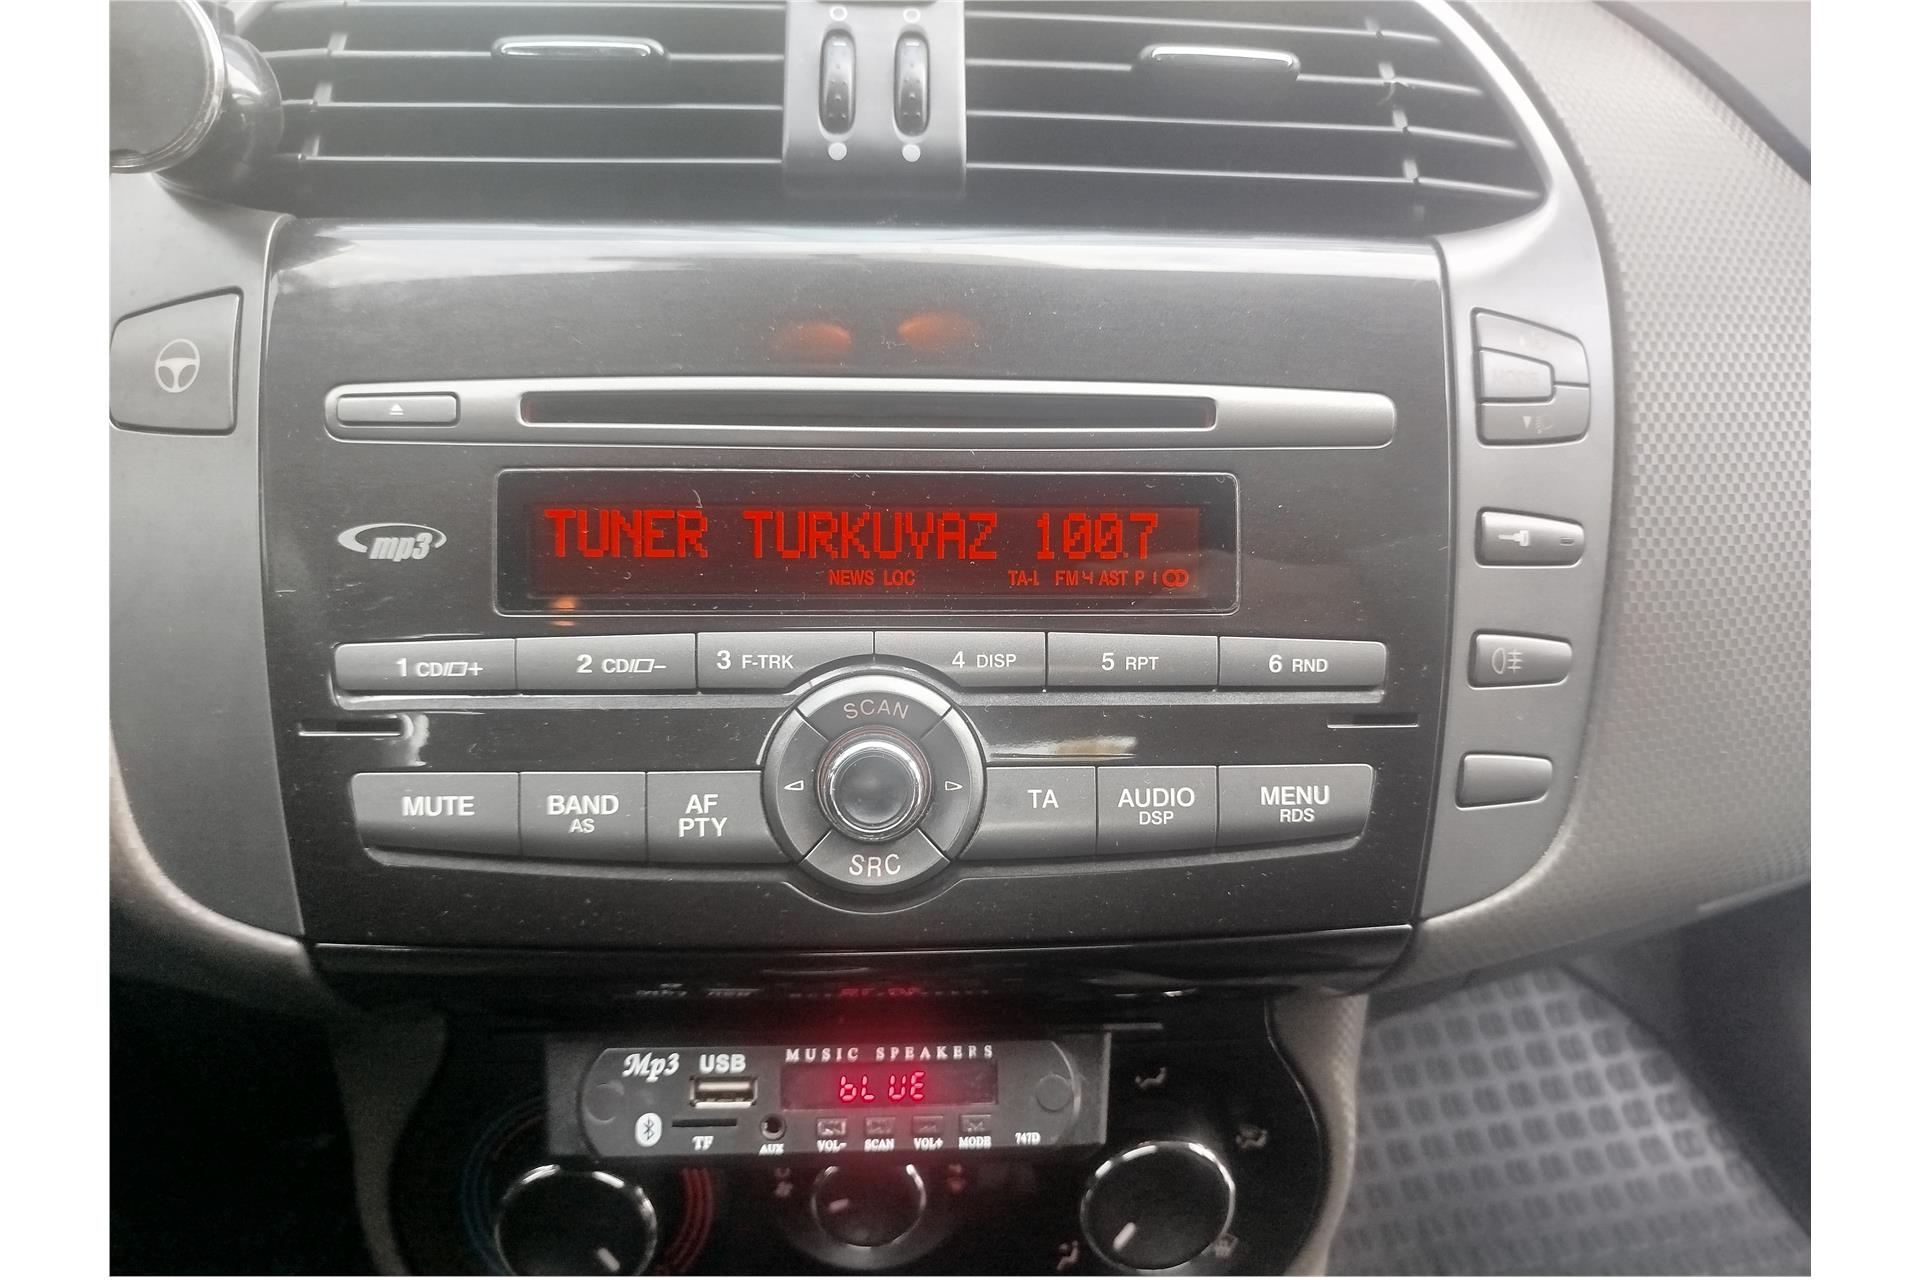 mp3
TUNER TURKUVAZ 100.7
NEWS LOC TA-L FM4 AST P 1
1 CD/▱+ 2 CD/▱− 3 F-TRK 4 DISP 5 RPT 6 RND
SCAN
MUTE BAND AF TA AUDIO MENU
AS PTY DSP RDS
SRC
Mp3 USB MUSIC SPEAKERS
bLUE
TF AUX VOL- SCAN VOL+ MODE 747D